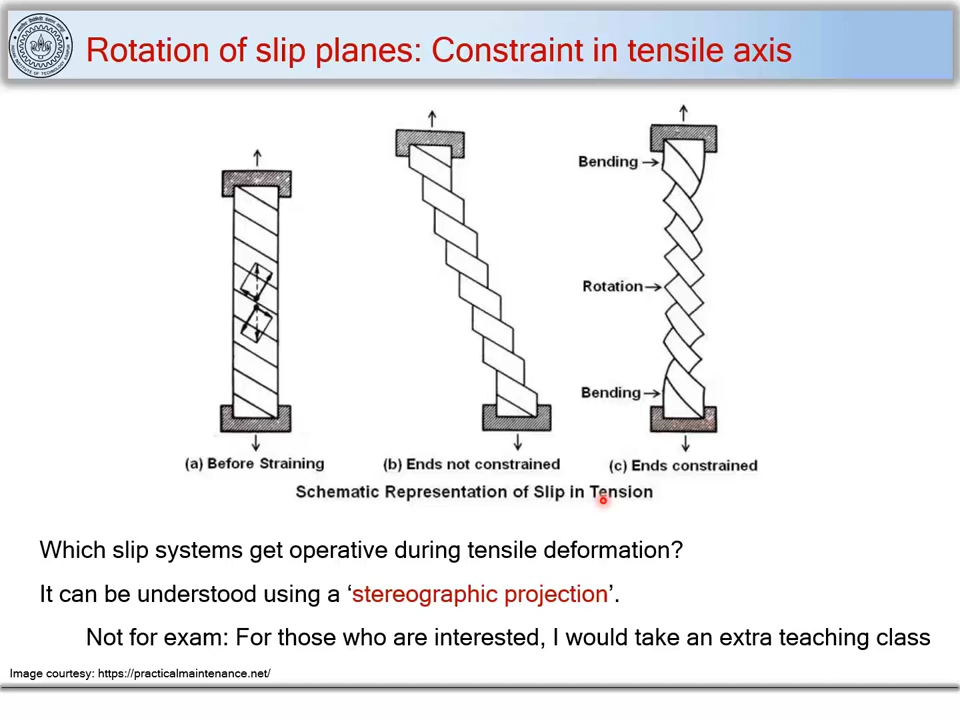 Rotation of slip planes: Constraint in tensile axis
Bending
Rotation
Bending
(a) Before Straining
(b) Ends not constrained
(c) Ends constrained
Schematic Representation of Slip in Tension
Which slip systems get operative during tensile deformation?
It can be understood using a ‘stereographic projection’.
Not for exam: For those who are interested, I would take an extra teaching class
Image courtesy: https://practicalmaintenance.net/